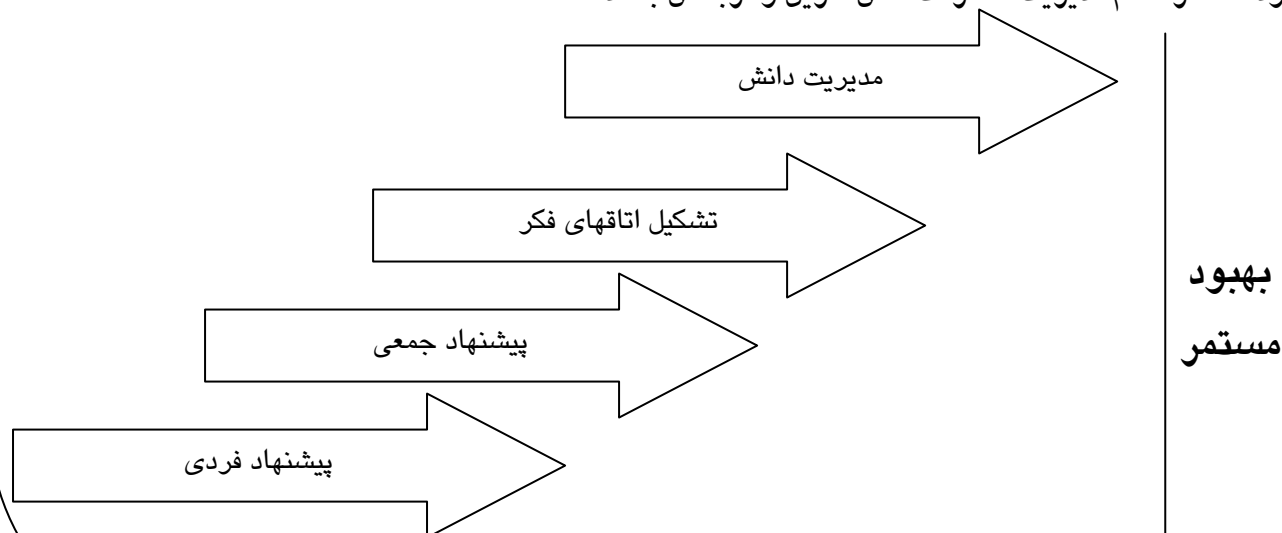 مدیریت دانش
تشکیل اتاقهای فکر
بهبود
مستمر
پیشنهاد جمعی
پیشنهاد فردی